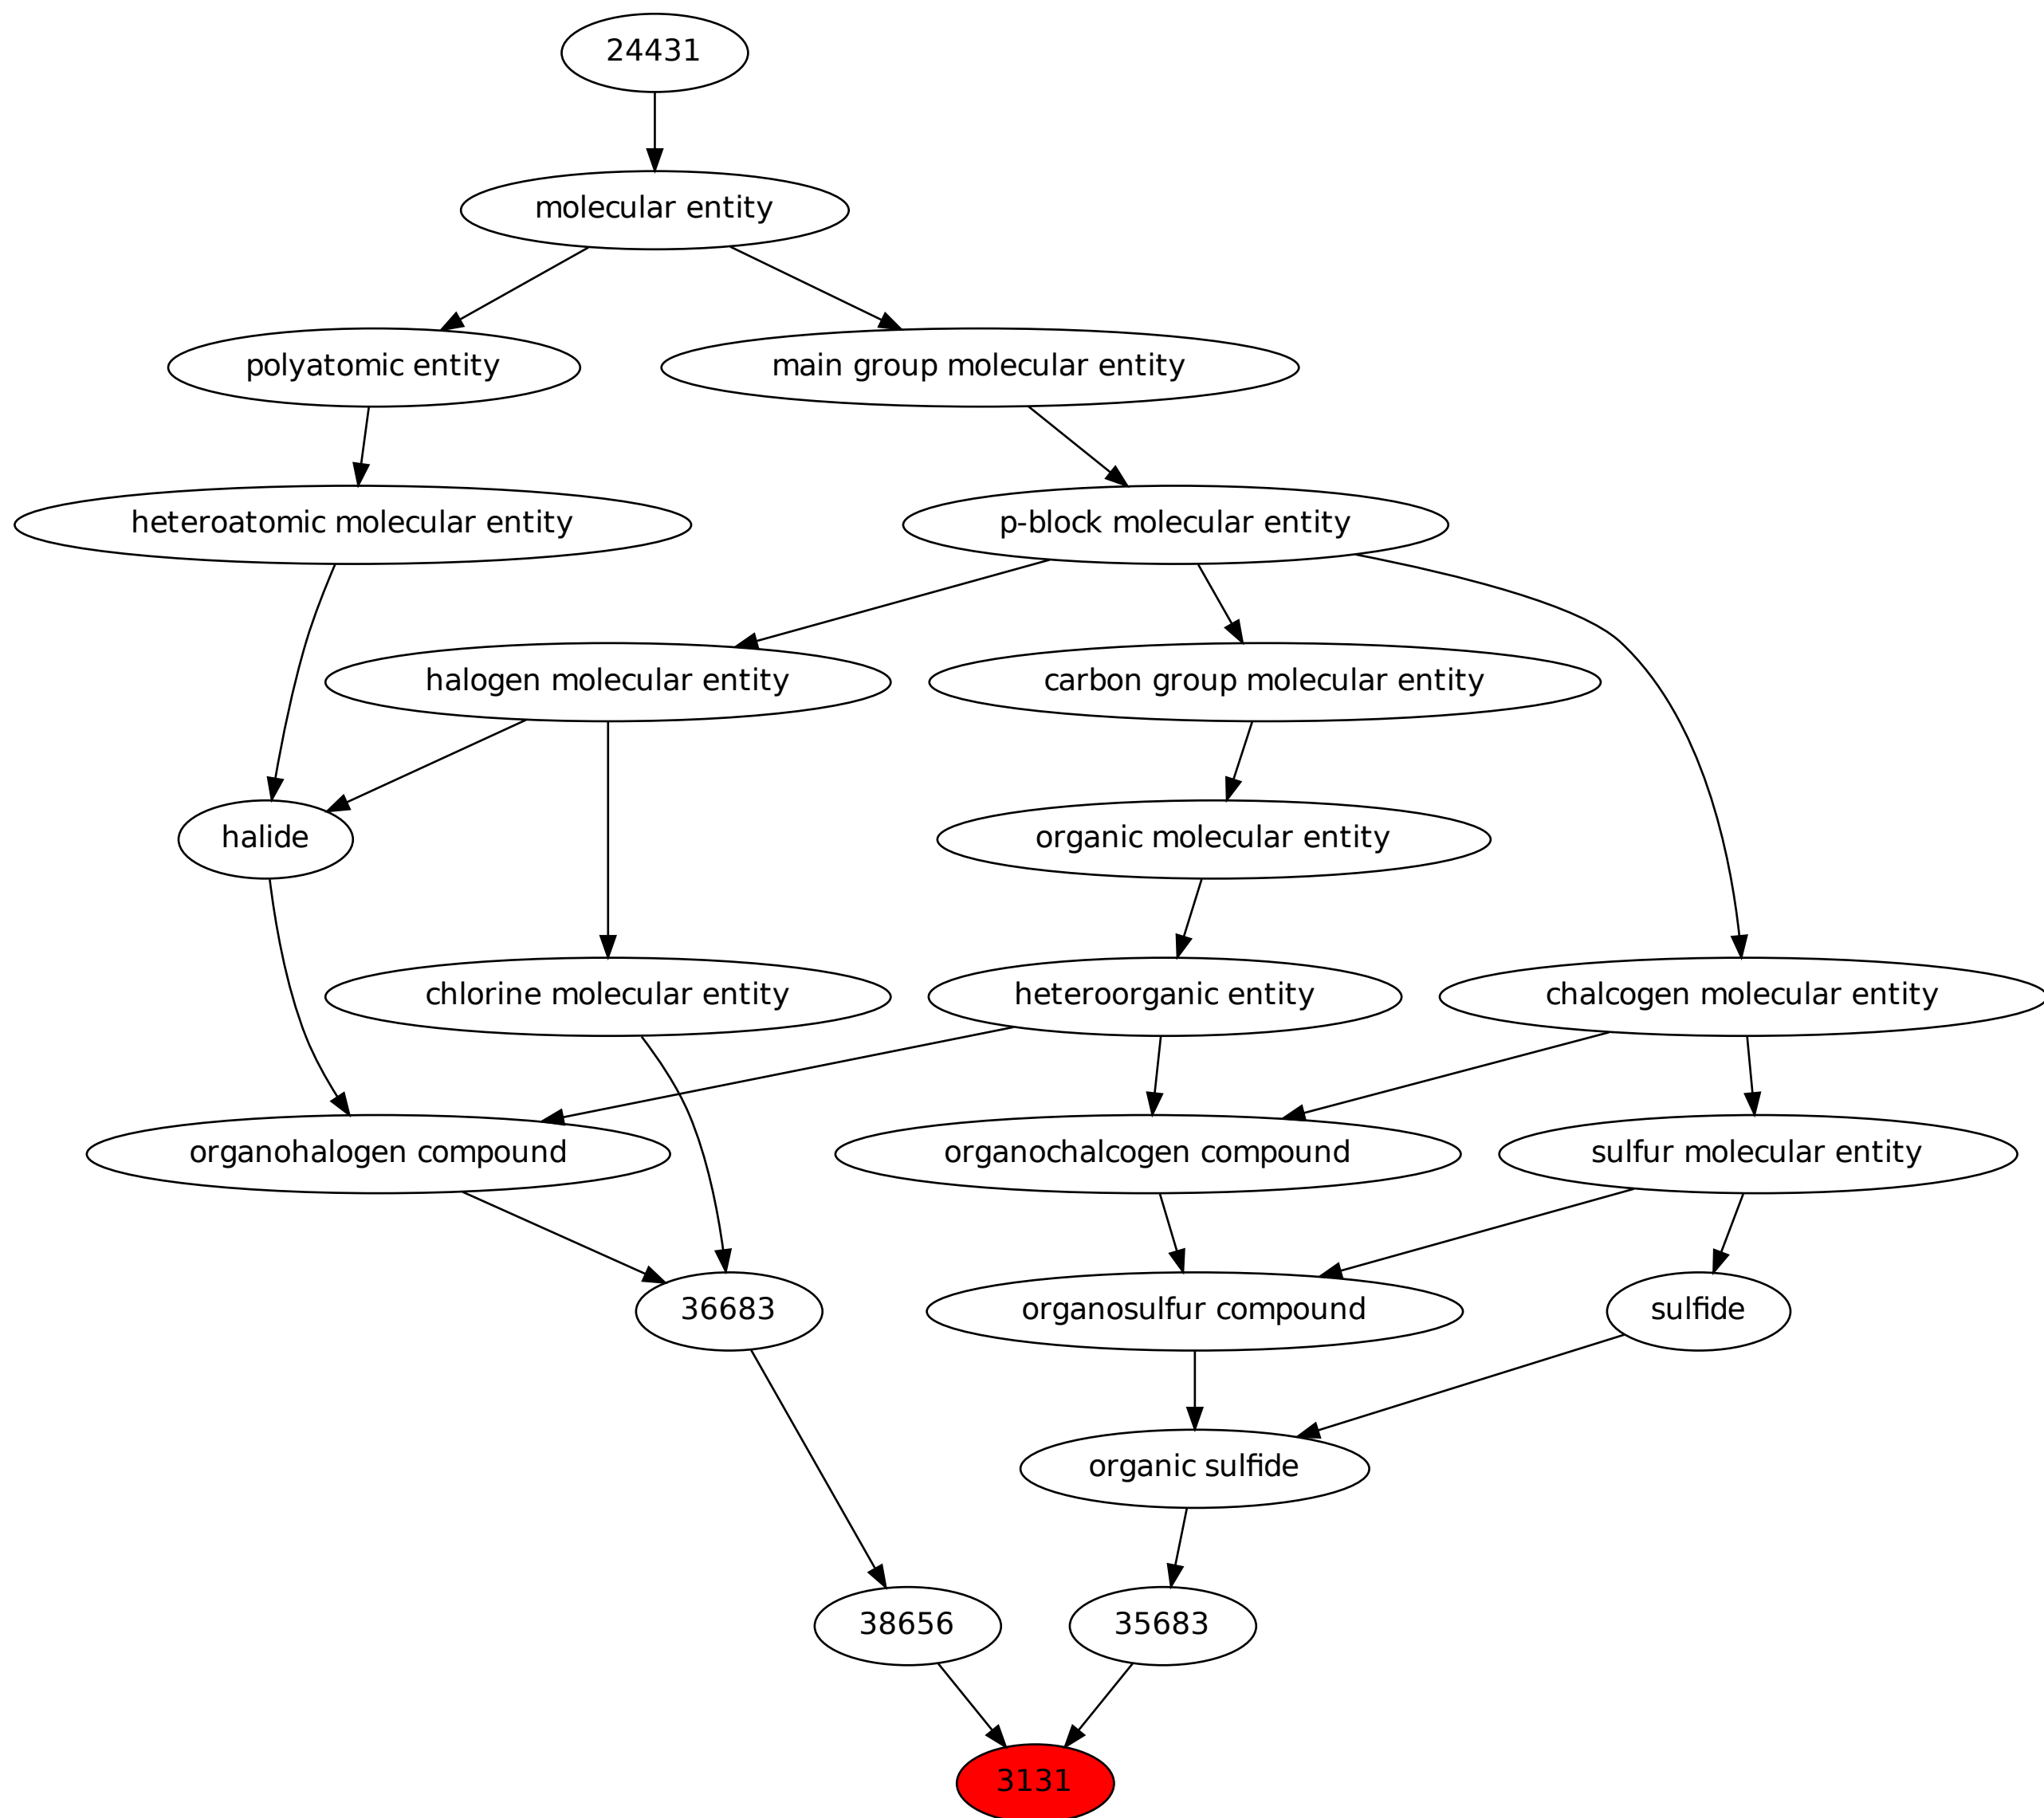 24431
molecular entity
polyatomic entity
main group molecular entity
heteroatomic molecular entity
p-block molecular entity
halogen molecular entity
carbon group molecular entity
halide
organic molecular entity
chlorine molecular entity
heteroorganic entity
chalcogen molecular entity
organohalogen compound
organochalcogen compound
sulfur molecular entity
36683
organosulfur compound
sulfide
organic sulfide
38656
35683
3131